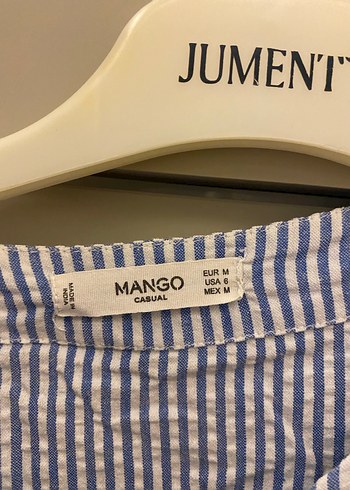 JUMENT
MANGO
CASUAL
EUR M
USA 6
MEX M
MADE IN
INDIA